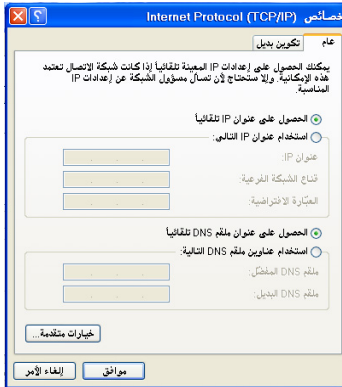 خصائص Internet Protocol (TCP/IP)
عام
تكوين بديل
يمكنك الحصول على إعدادات IP المعينة تلقائياً إذا كانت شبكة الاتصال تعتمد
هذه الإمكانية. وإلا ستحتاج لأن تسأل مسؤول الشبكة عن إعدادات IP
المناسبة.
الحصول على عنوان IP تلقائياً
استخدام عنوان IP التالي:
عنوان IP:
قناع الشبكة الفرعية:
العبّارة الافتراضية:
الحصول على عنوان ملقم DNS تلقائياً
استخدام عناوين ملقم DNS التالية:
ملقم DNS المفضّل:
ملقم DNS البديل:
خيارات متقدمة...
موافق
إلغاء الأمر